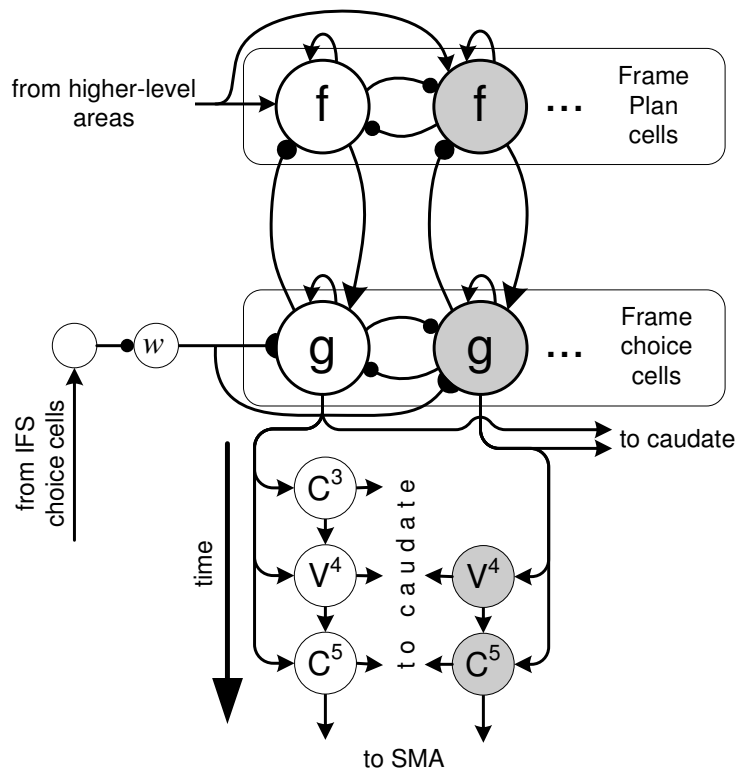 from higher-level
areas
f
f
...
Frame
Plan
cells
w
g
g
...
Frame
choice
cells
from IFS
choice cells
to caudate
time
C³
V⁴
C⁵
to caudate
V⁴
C⁵
to SMA